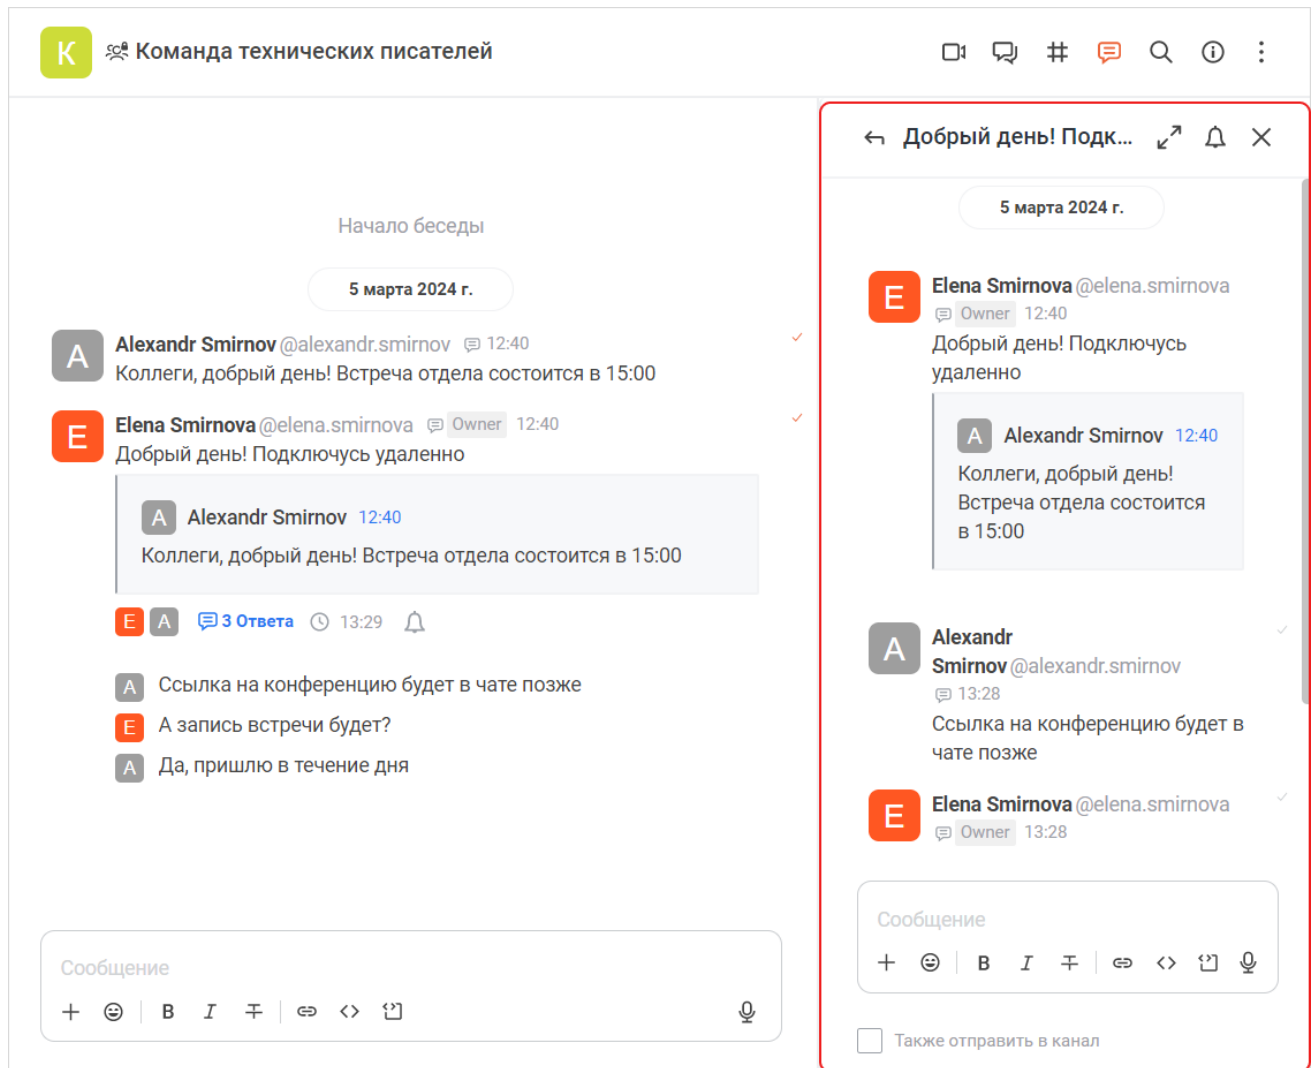 К Команда технических писателей
Начало беседы
5 марта 2024 г.
A Alexandr Smirnov @alexandr.smirnov 12:40
Коллеги, добрый день! Встреча отдела состоится в 15:00
E Elena Smirnova @elena.smirnova Owner 12:40
Добрый день! Подключусь удаленно
A Alexandr Smirnov 12:40
Коллеги, добрый день! Встреча отдела состоится в 15:00
E A 3 Ответа 13:29
A Ссылка на конференцию будет в чате позже
E А запись встречи будет?
A Да, пришлю в течение дня
Сообщение
B I T
Добрый день! Подк...
5 марта 2024 г.
E Elena Smirnova @elena.smirnova
Owner 12:40
Добрый день! Подключусь
удаленно
A Alexandr Smirnov 12:40
Коллеги, добрый день!
Встреча отдела состоится
в 15:00
A Alexandr
Smirnov @alexandr.smirnov
13:28
Ссылка на конференцию будет в
чате позже
E Elena Smirnova @elena.smirnova
Owner 13:28
Сообщение
B I T
Также отправить в канал